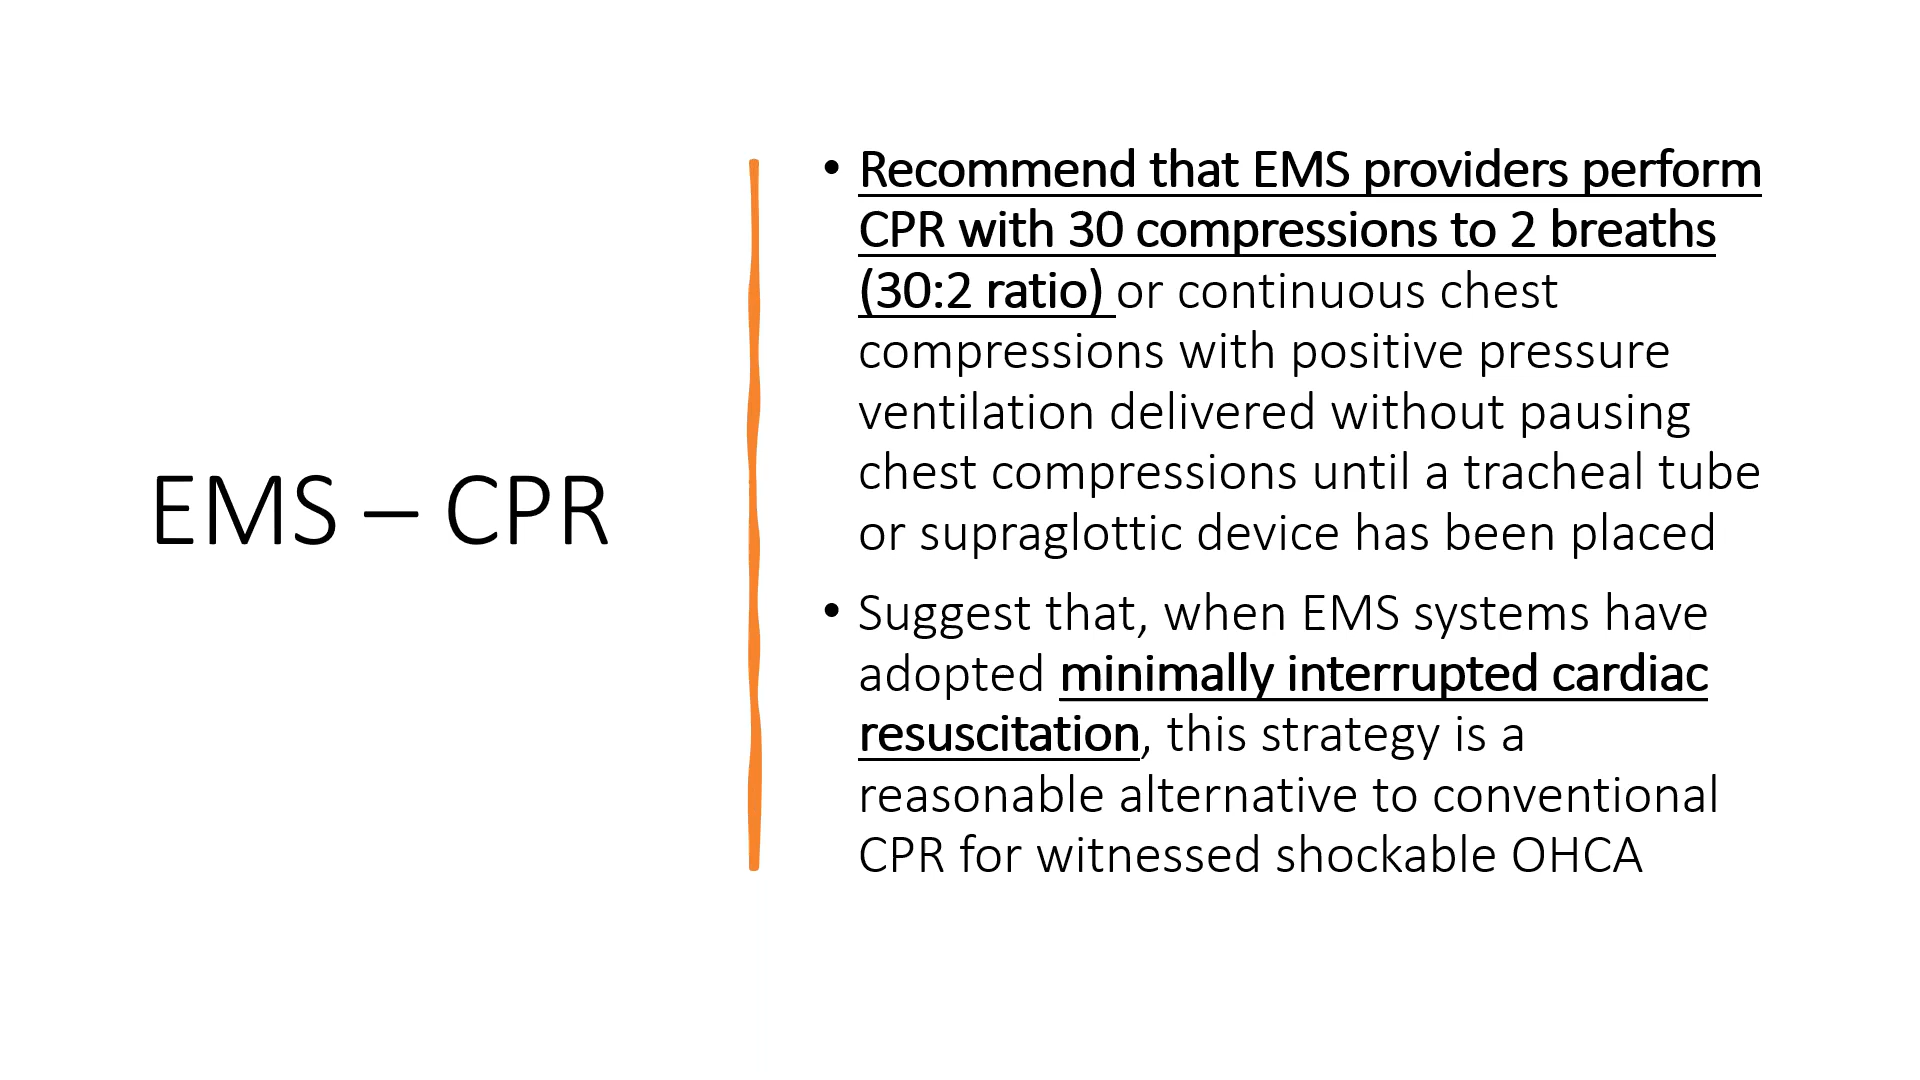 EMS – CPR
• Recommend that EMS providers perform
CPR with 30 compressions to 2 breaths
(30:2 ratio) or continuous chest
compressions with positive pressure
ventilation delivered without pausing
chest compressions until a tracheal tube
or supraglottic device has been placed
• Suggest that, when EMS systems have
adopted minimally interrupted cardiac
resuscitation, this strategy is a
reasonable alternative to conventional
CPR for witnessed shockable OHCA